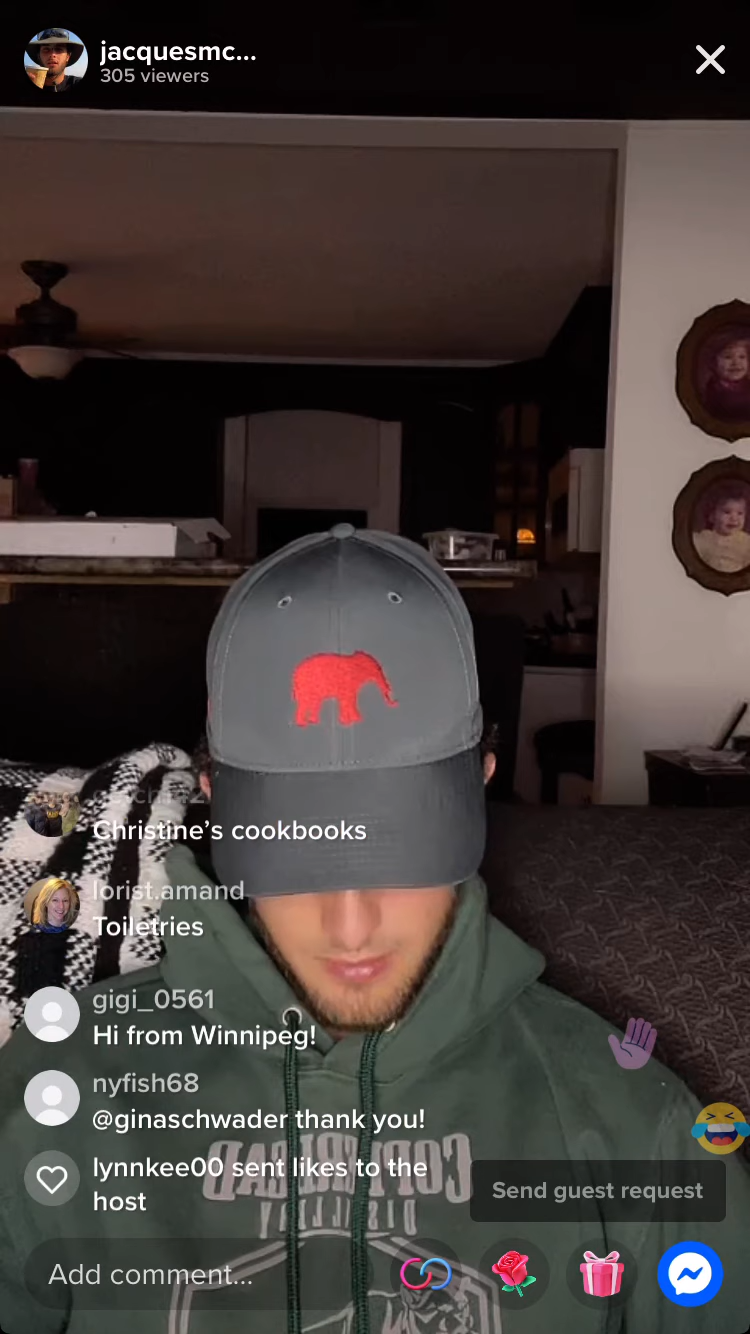 jacquesmc...
305 viewers
Christine's cookbooks
lorist.amand
Toiletries
gigi_0561
Hi from Winnipeg!
nyfish68
@ginaschwader thank you!
lynnkee00 sent likes to the
host
Send guest request
COPPERHEAD
DISTILLERY
Add comment...